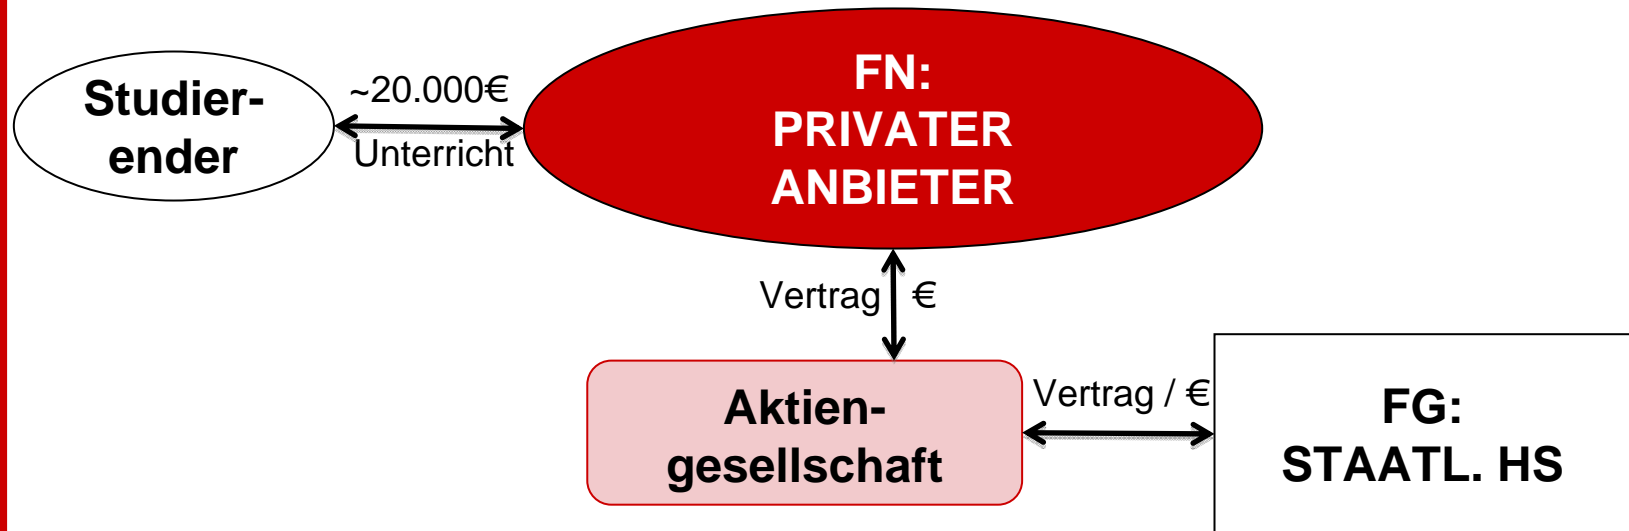 Studier-
ender
~20.000€
Unterricht
FN:
PRIVATER
ANBIETER
Vertrag €
Aktien-
gesellschaft
Vertrag / €
FG:
STAATL. HS